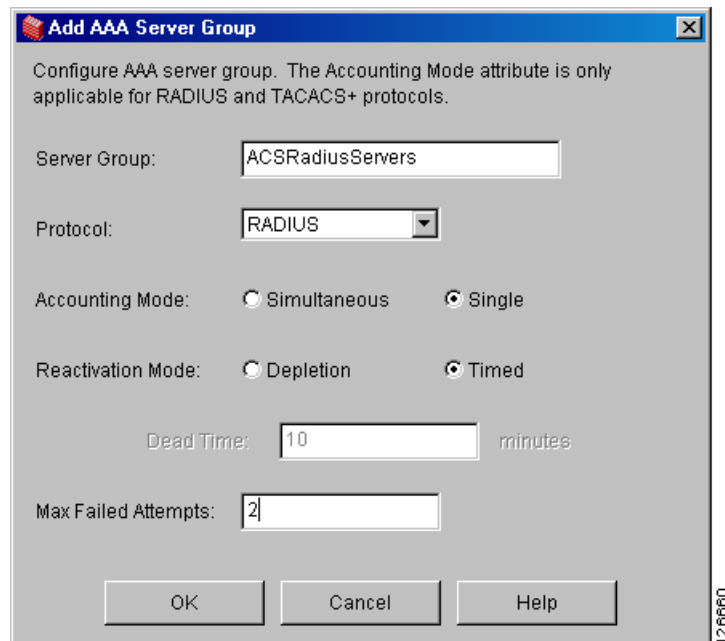 Add AAA Server Group
Configure AAA server group. The Accounting Mode attribute is only
applicable for RADIUS and TACACS+ protocols.
Server Group: ACSRadiusServers
Protocol: RADIUS
Accounting Mode: Simultaneous Single
Reactivation Mode: Depletion Timed
Dead Time: 10 minutes
Max Failed Attempts: 2
OK Cancel Help